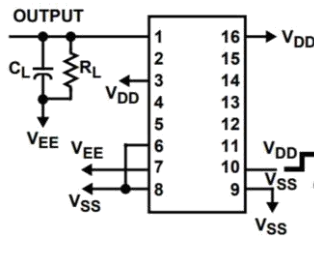 OUTPUT
1 16 VDD
2 15
CL RL 3 14
VDD
4 13
5 12
VEE 6 11 VDD
VEE 7 10
VSS
VSS 8 9
VSS